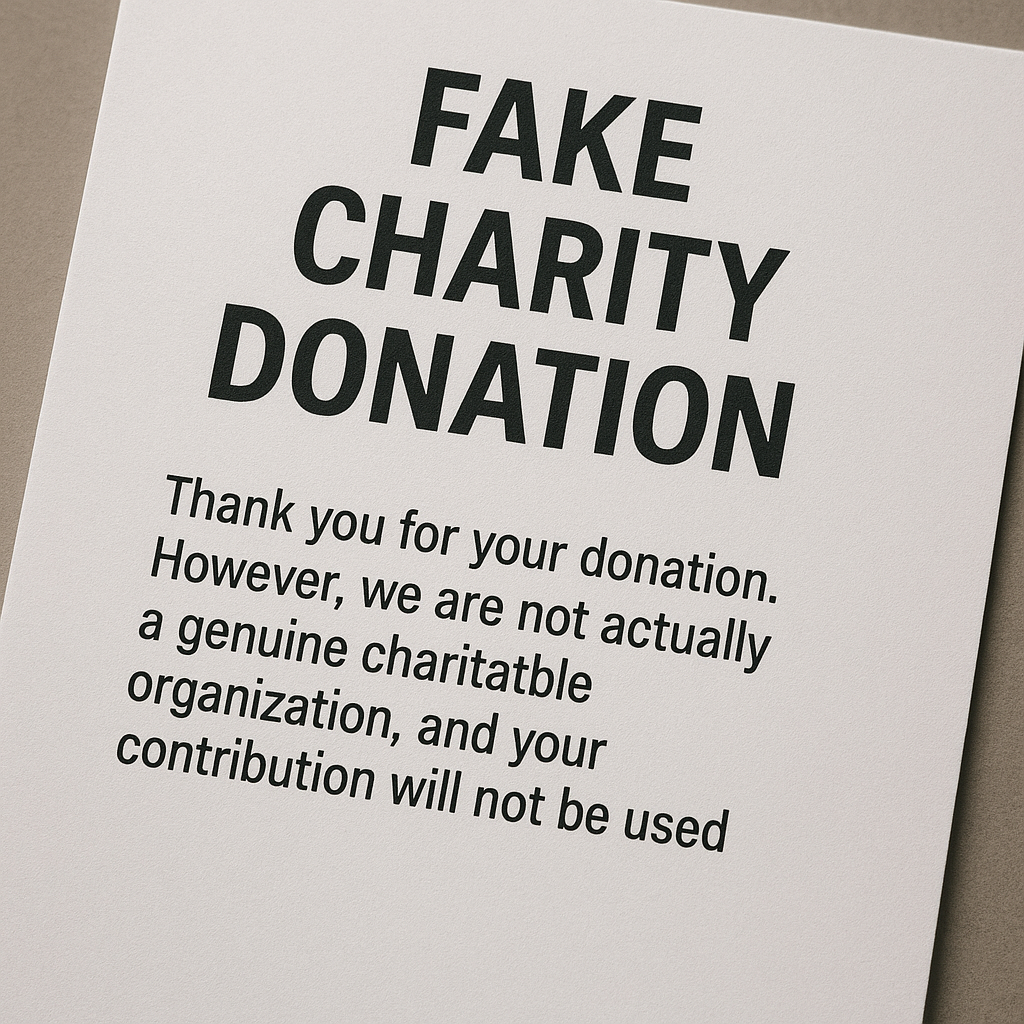 FAKE
CHARITY
DONATION
Thank you for your donation.
However, we are not actually
a genuine charitatble
organization, and your
contribution will not be used